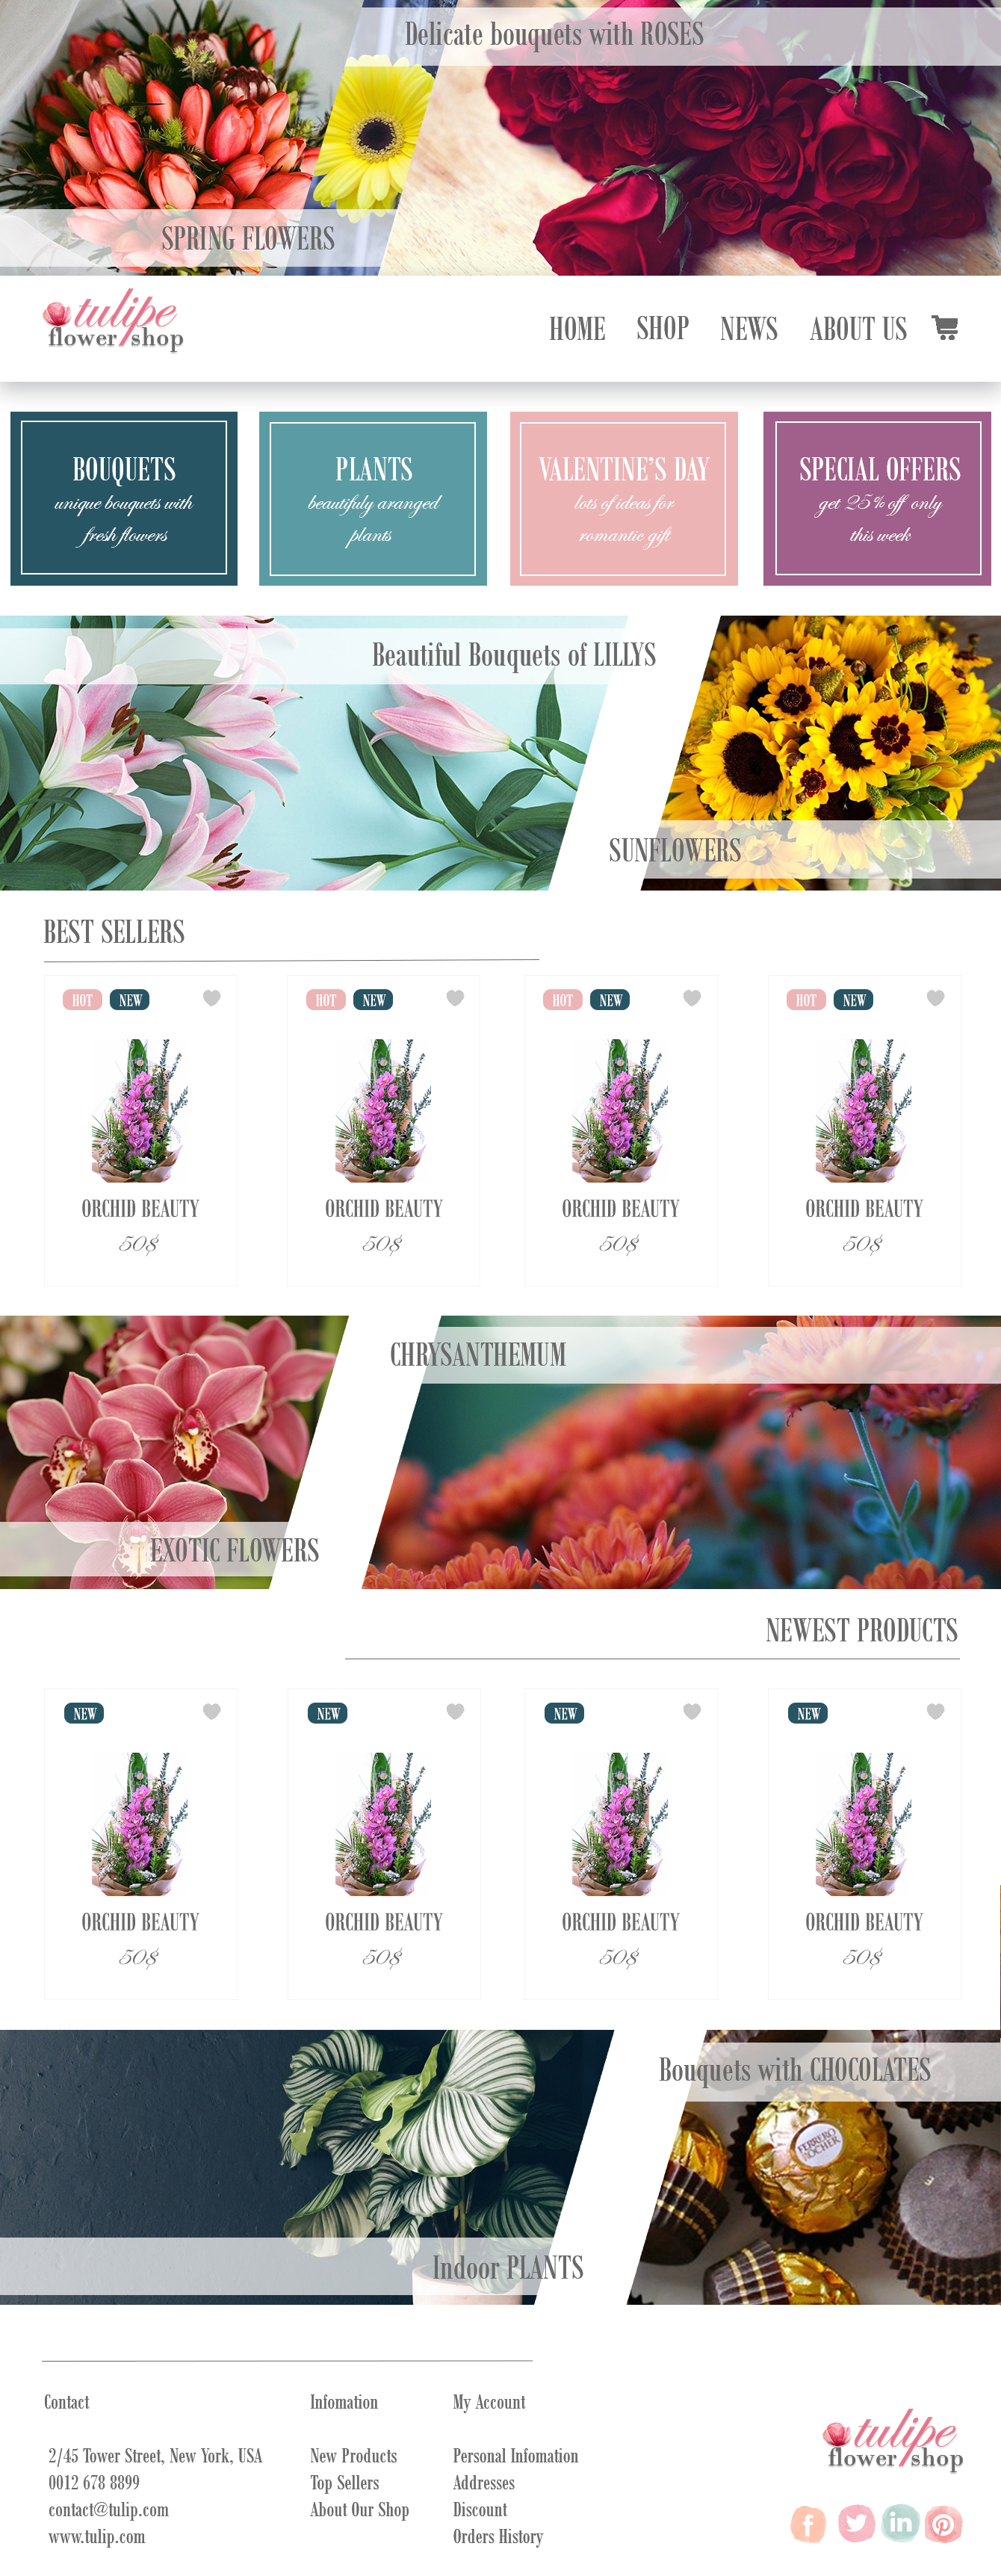 Delicate bouquets with ROSES
SPRING FLOWERS
tulipe
flower shop
HOME SHOP NEWS ABOUT US
BOUQUETS
unique bouquets with
fresh flowers
PLANTS
beautifuly aranged
plants
VALENTINE'S DAY
lots of ideas for
romantic gift
SPECIAL OFFERS
get 25% off only
this week
Beautiful Bouquets of LILLYS
SUNFLOWERS
BEST SELLERS
HOT NEW
ORCHID BEAUTY
50$
HOT NEW
ORCHID BEAUTY
50$
HOT NEW
ORCHID BEAUTY
50$
HOT NEW
ORCHID BEAUTY
50$
CHRYSANTHEMUM
EXOTIC FLOWERS
NEWEST PRODUCTS
NEW
ORCHID BEAUTY
50$
NEW
ORCHID BEAUTY
50$
NEW
ORCHID BEAUTY
50$
NEW
ORCHID BEAUTY
50$
Bouquets with CHOCOLATES
FERRERO
ROCHER
Indoor PLANTS
Contact
2/45 Tower Street, New York, USA
0012 678 8899
contact@tulip.com
www.tulip.com
Infomation
New Products
Top Sellers
About Our Shop
My Account
Personal Infomation
Addresses
Discount
Orders History
tulipe
flower shop